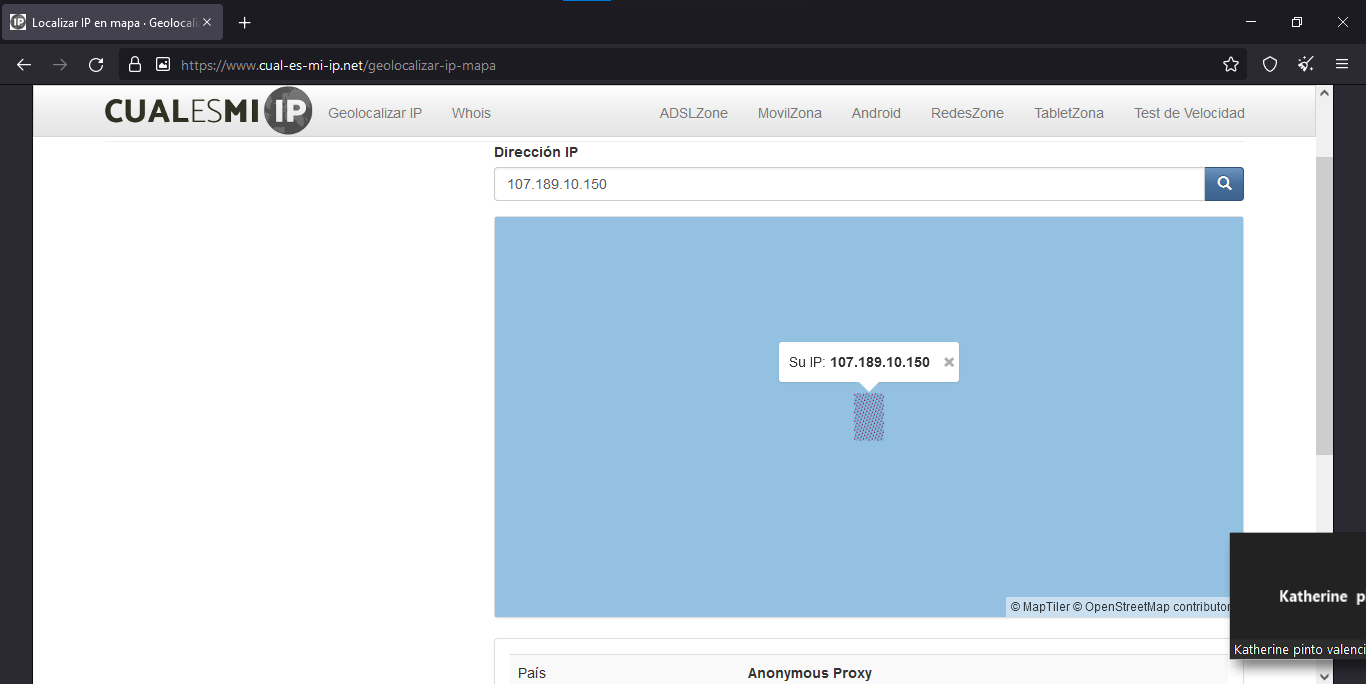 Localizar IP en mapa · Geolocali
https://www.cual-es-mi-ip.net/geolocalizar-ip-mapa
CUALESMI IP
Geolocalizar IP
Whois
ADSLZone
MovilZona
Android
RedesZone
TabletZona
Test de Velocidad
Dirección IP
107.189.10.150
Su IP: 107.189.10.150
© MapTiler © OpenStreetMap contributor
Katherine p
Katherine pinto valenci
País
Anonymous Proxy